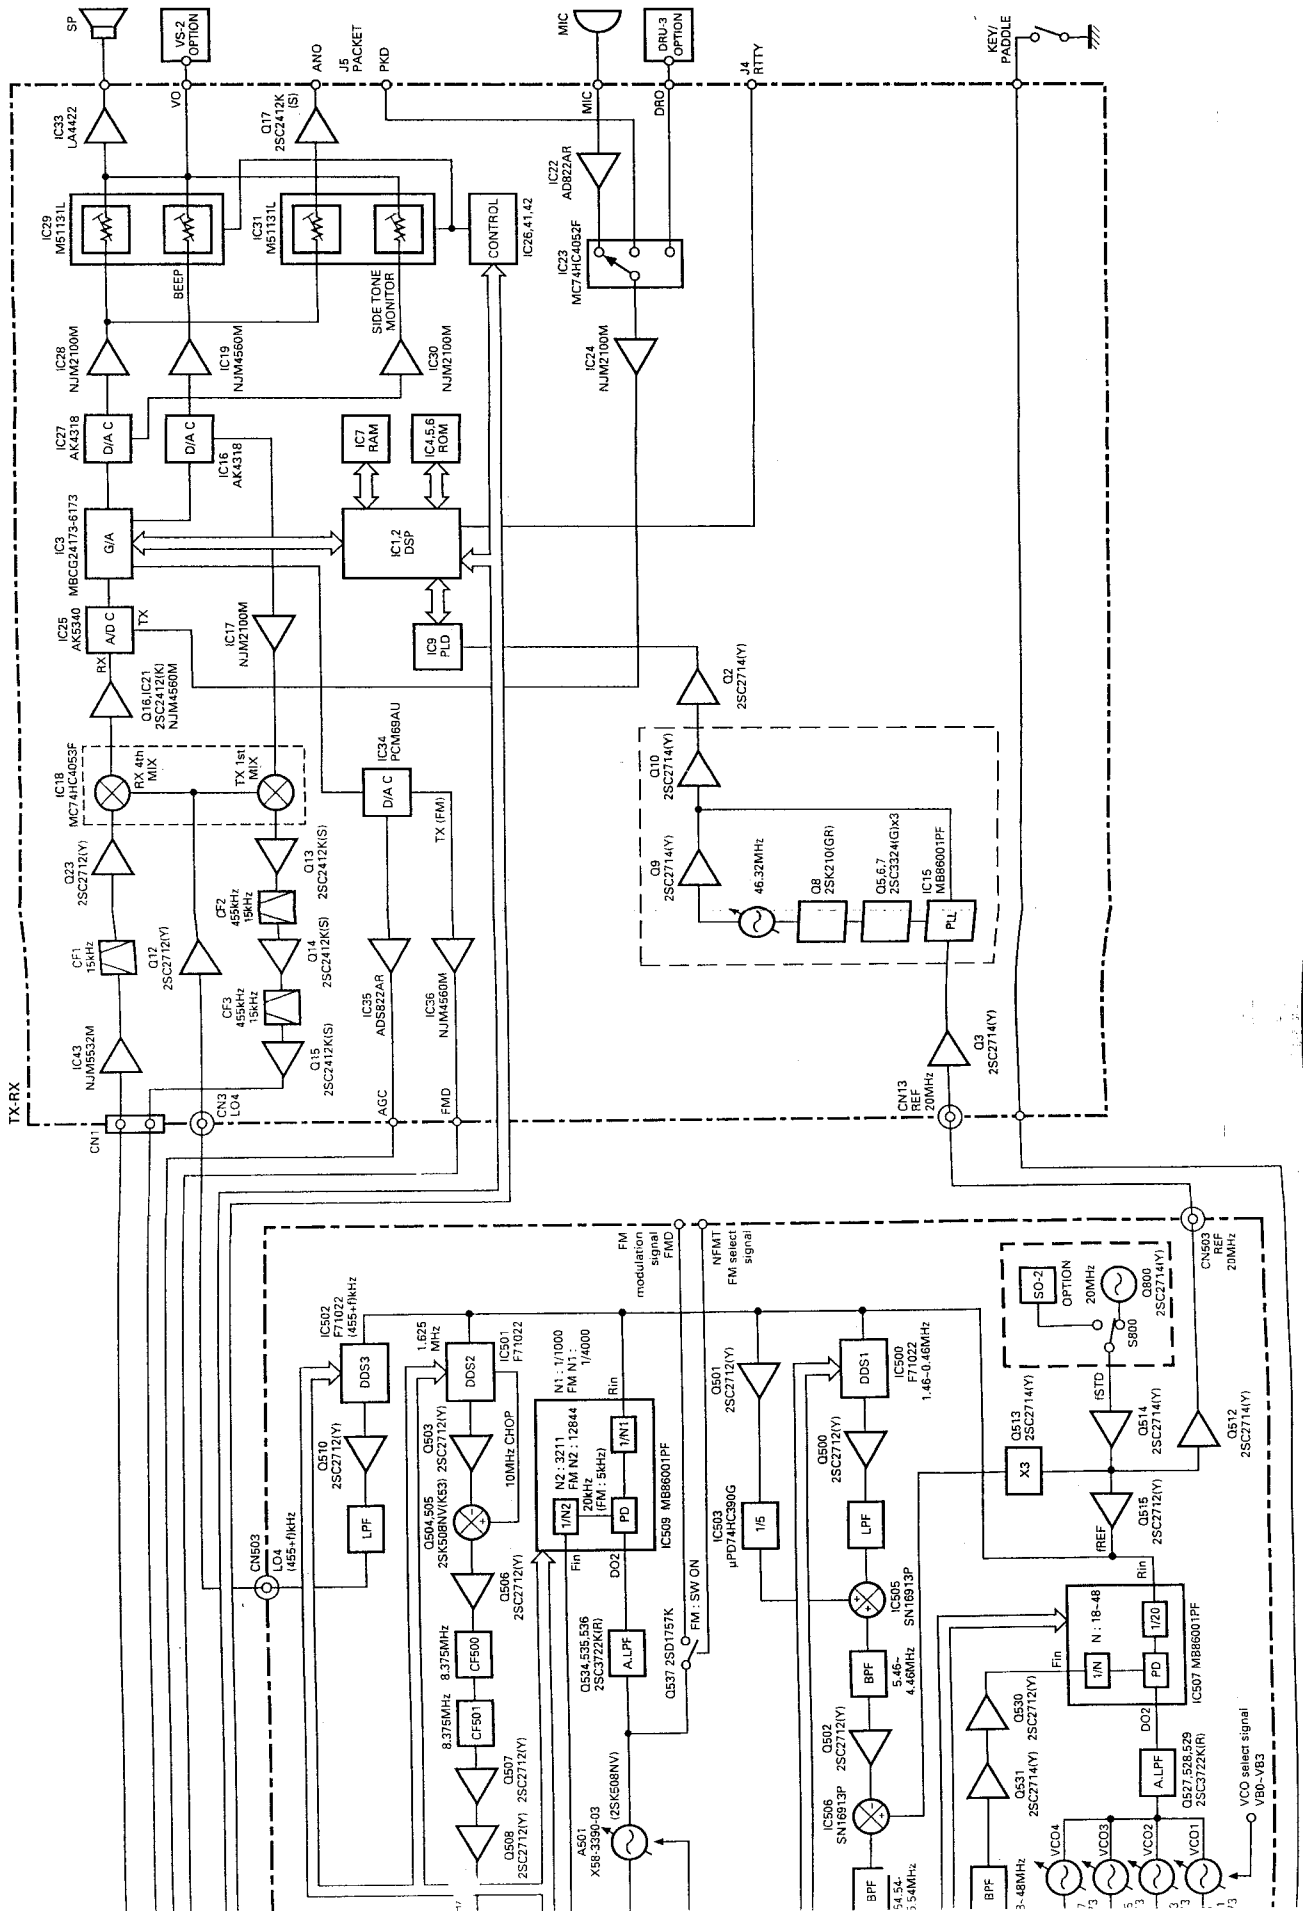 TX-RX
SP
VS-2
OPTION
VO
ANO
J5
PACKET
PKD
MIC
MIC
DRU-3
OPTION
DRO
J4
RTTY
KEY/
PADDLE
IC33
LA4422
Q17
2SC2412K
(S)
IC22
AD822AR
IC29
M51131L
IC31
M51131L
CONTROL
IC26,41,42
IC23
MC74HC4052F
BEEP
SIDE TONE
MONITOR
IC28
NJM2100M
IC19
NJM4560M
IC30
NJM2100M
IC24
NJM2100M
IC27
AK4318
D/A C
D/A C
IC16
AK4318
IC7
RAM
IC4,5,6
ROM
IC3
MBCG24173-6173
G/A
IC1,2
DSP
IC25
AK5340
A/D C
TX
RX
IC17
NJM2100M
IC9
PLD
Q16,IC21
2SC2412(K)
NJM4560M
Q2
2SC2714(Y)
IC18
MC74HC4053F
RX 4th
MIX
TX 1st
MIX
IC34
PCM69AU
D/A C
TX (FM)
Q10
2SC2714(Y)
Q23
2SC2712(Y)
Q13
2SC2412K(S)
CF2
455kHz
15kHz
Q9
2SC2714(Y)
46.32MHz
Q8
2SK210(GR)
Q5,6,7
2SC3324(G)x3
IC15
MB86001PF
PLL
CF1
15kHz
Q12
2SC2712(Y)
Q14
2SC2412K(S)
CF3
455kHz
15kHz
IC35
ADS822AR
IC36
NJM4560M
IC43
NJM5532M
Q15
2SC2412K(S)
Q3
2SC2714(Y)
CN1
CN3
LO4
AGC
FMD
CN13
REF
20MHz
FM
modulation
signal
FMD
NFMT
FM select
signal
CN503
REF
20MHz
IC502
F71022
(455+f)kHz
DDS3
1.625
MHz
DDS2
IC501
F71022
N1 : 1/1000
FM N1 :
1/4000
Rin
Q501
2SC2712(Y)
DDS1
IC500
F71022
1.46~0.46MHz
SO-2
OPTION
20MHz
Q800
2SC2714(Y)
S800
fSTD
Q510
2SC2712(Y)
Q503
2SC2712(Y)
10MHz CHOP
N2 : 3211
FM N2 : 12844
20kHz
(FM : 5kHz)
1/N2
1/N1
PD
IC509 MB86001PF
Q500
2SC2712(Y)
Q513
2SC2714(Y)
X3
Q514
2SC2714(Y)
Q512
2SC2714(Y)
CN503
LO4
(455+f)kHz
LPF
Q504,505
2SK508NV(K53)
Fin
DO2
IC503
μPD74HC390G
1/5
LPF
fREF
Q515
2SC2712(Y)
Q506
2SC2712(Y)
FM : SW ON
IC505
SN16913P
Rin
N : 18~48
1/20
1/N
PD
Fin
IC507 MB86001PF
DO2
8.375MHz
CF500
8.375MHz
CF501
Q534,535,536
2SC3722K(R)
A.LPF
Q537 2SD1757K
BPF
5.46~
4.46MHz
Q530
2SC2712(Y)
Q507
2SC2712(Y)
Q502
2SC2712(Y)
Q531
2SC2714(Y)
A.LPF
Q527,528,529
2SC3722K(R)
Q508
2SC2712(Y)
A501
X58-3390-03
(2SK508NV)
IC506
SN16913P
BPF
BPF
VCO4
VCO3
VCO2
VCO1
VCO select signal
VB0~VB3